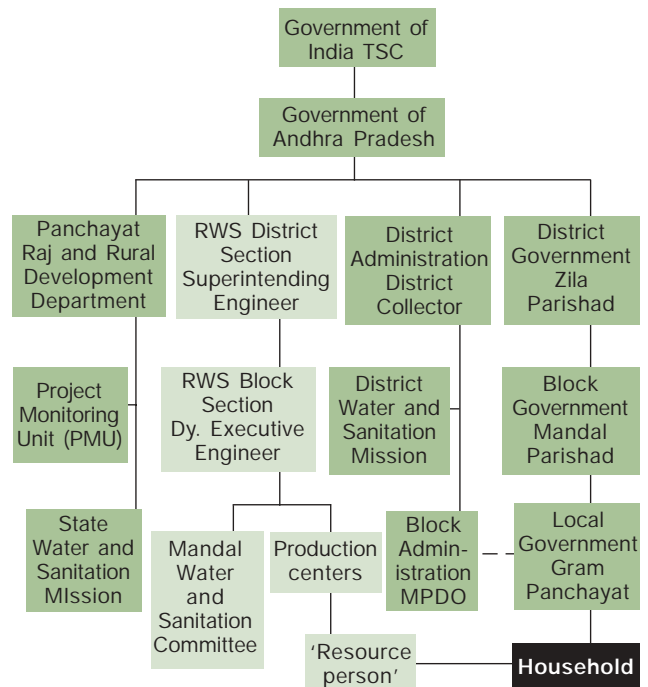 Government of
India TSC
Government of
Andhra Pradesh
Panchayat
Raj and Rural
Development
Department
RWS District
Section
Superintending
Engineer
District
Administration
District
Collector
District
Government
Zila
Parishad
Project
Monitoring
Unit (PMU)
RWS Block
Section
Dy. Executive
Engineer
District
Water and
Sanitation
Mission
Block
Government
Mandal
Parishad
State
Water and
Sanitation
MIssion
Mandal
Water
and
Sanitation
Committee
Production
centers
Block
Admin-
istration
MPDO
Local
Government
Gram
Panchayat
‘Resource
person’
Household